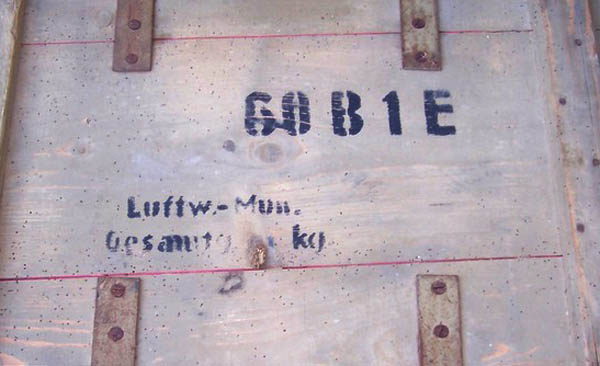 60 B 1 E
Luftw.-Mun.
kg